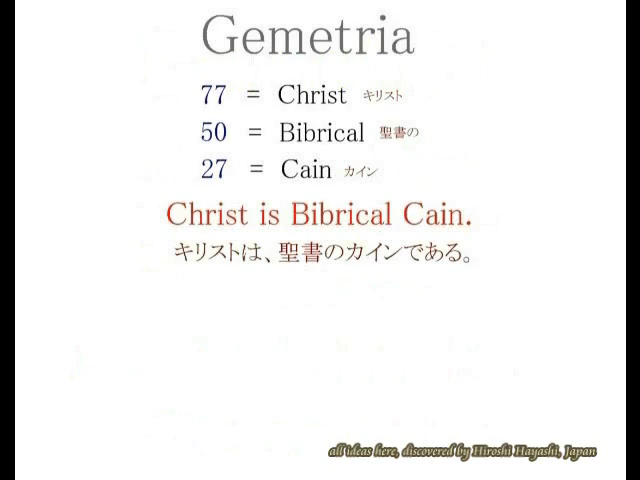 Gemetria
77 = Christ キリスト
50 = Bibrical 聖書の
27 = Cain カイン
Christ is Bibrical Cain.
キリストは、聖書のカインである。
all ideas here, discovered by Hiroshi Hayashi, Japan